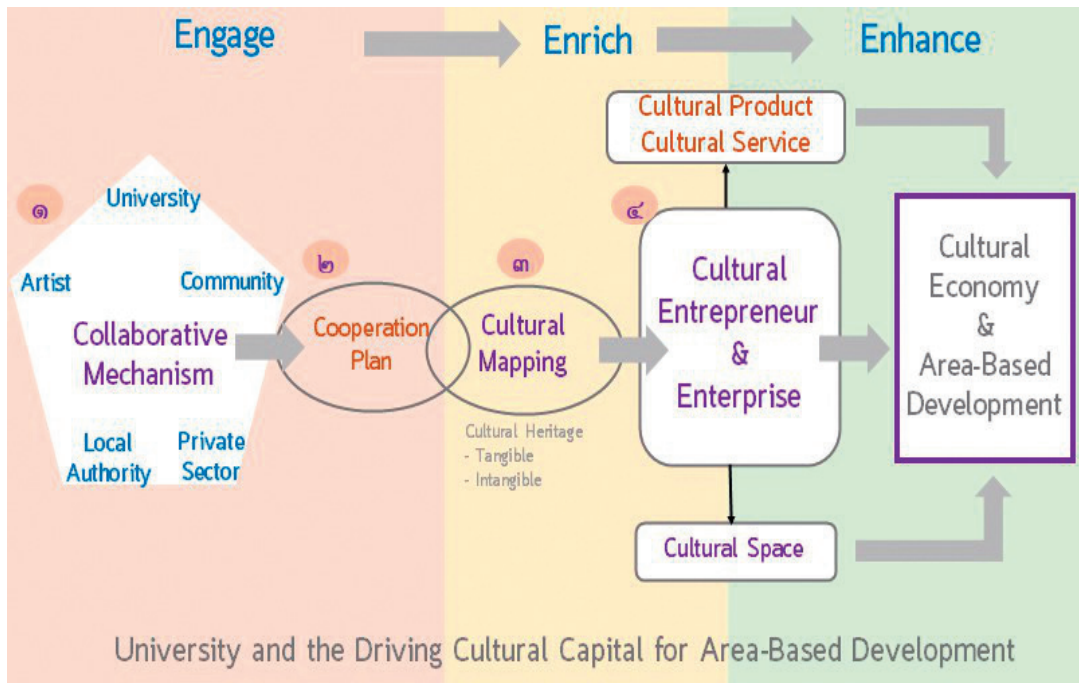 Engage
Enrich
Enhance
๑
University
Artist
Community
Collaborative
Mechanism
Local
Authority
Private
Sector
๒
Cooperation
Plan
๓
Cultural
Mapping
Cultural Heritage
- Tangible
- Intangible
๔
Cultural Product
Cultural Service
Cultural
Entrepreneur
&
Enterprise
Cultural Space
Cultural
Economy
&
Area-Based
Development
University and the Driving Cultural Capital for Area-Based Development